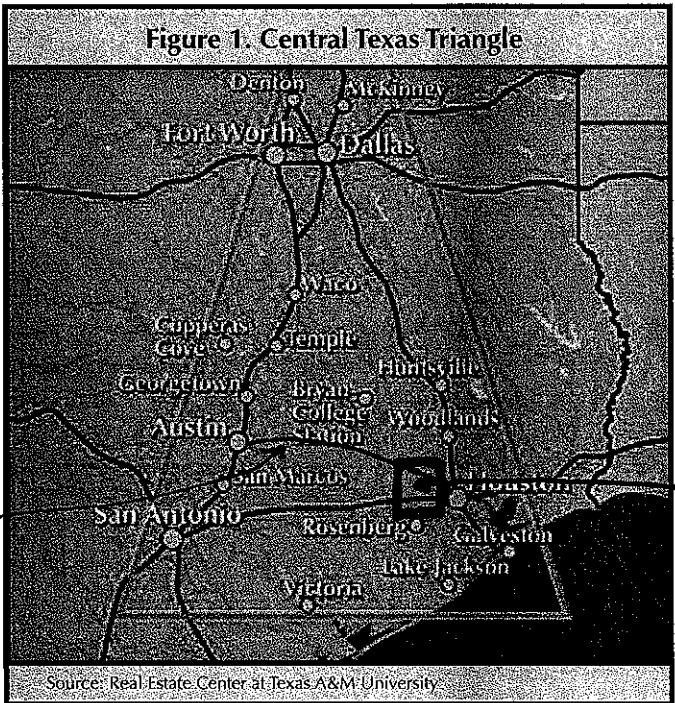 Figure 1. Central Texas Triangle
Denton
McKinney
Fort Worth
Dallas
Waco
Copperas
Cove
Temple
Huntsville
Georgetown
Bryan
College
Station
Woodlands
Austin
San Marcos
Houston
San Antonio
Rosenberg
Galveston
Lake Jackson
Victoria
Source: Real Estate Center at Texas A&M University